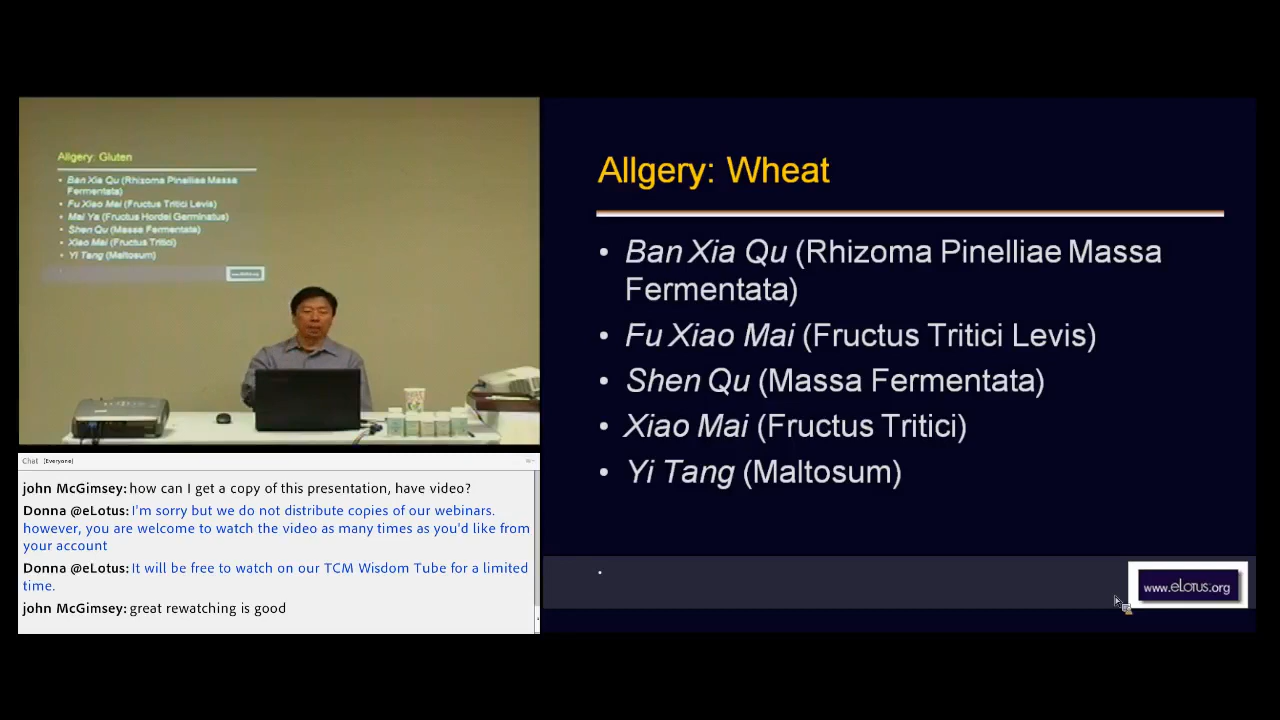 Allgery: Gluten
• Ban Xia Qu (Rhizoma Pinelliae Massa
Fermentata)
• Fu Xiao Mai (Fructus Tritici Levis)
• Mai Ya (Fructus Hordei Germinatus)
• Shen Qu (Massa Fermentata)
• Xiao Mai (Fructus Tritici)
• Yi Tang (Maltosum)
Allgery: Wheat
• Ban Xia Qu (Rhizoma Pinelliae Massa
Fermentata)
• Fu Xiao Mai (Fructus Tritici Levis)
• Shen Qu (Massa Fermentata)
• Xiao Mai (Fructus Tritici)
• Yi Tang (Maltosum)
www.eLotus.org
Chat (Everyone)
john McGimsey: how can I get a copy of this presentation, have video?
Donna @eLotus: I'm sorry but we do not distribute copies of our webinars.
however, you are welcome to watch the video as many times as you'd like from
your account
Donna @eLotus: It will be free to watch on our TCM Wisdom Tube for a limited
time.
john McGimsey: great rewatching is good